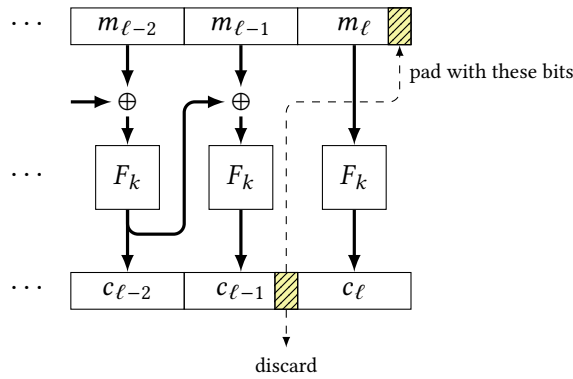 ⋯ m_{ℓ−2} m_{ℓ−1} m_ℓ
pad with these bits
⊕ ⊕
⋯ F_k F_k F_k
⋯ c_{ℓ−2} c_{ℓ−1} c_ℓ
discard